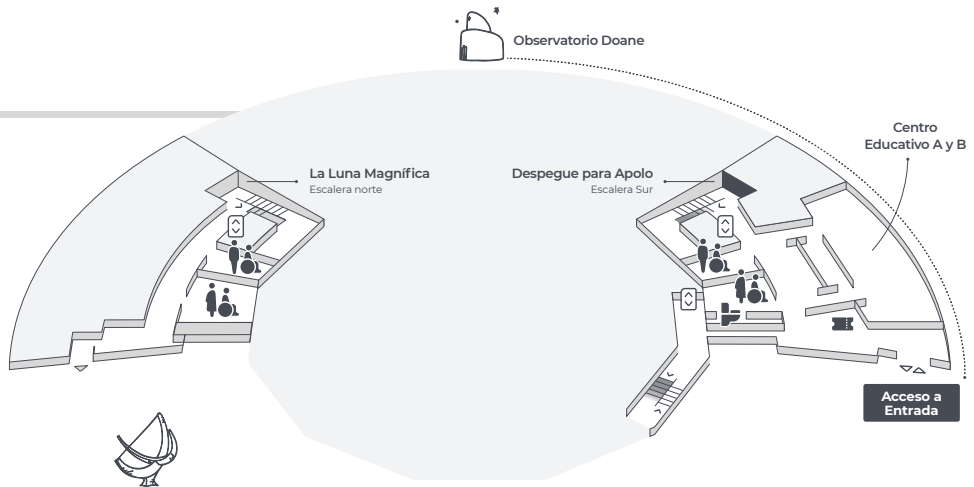 Observatorio Doane
Centro
Educativo A y B
La Luna Magnífica
Escalera norte
Despegue para Apolo
Escalera Sur
Acceso a
Entrada